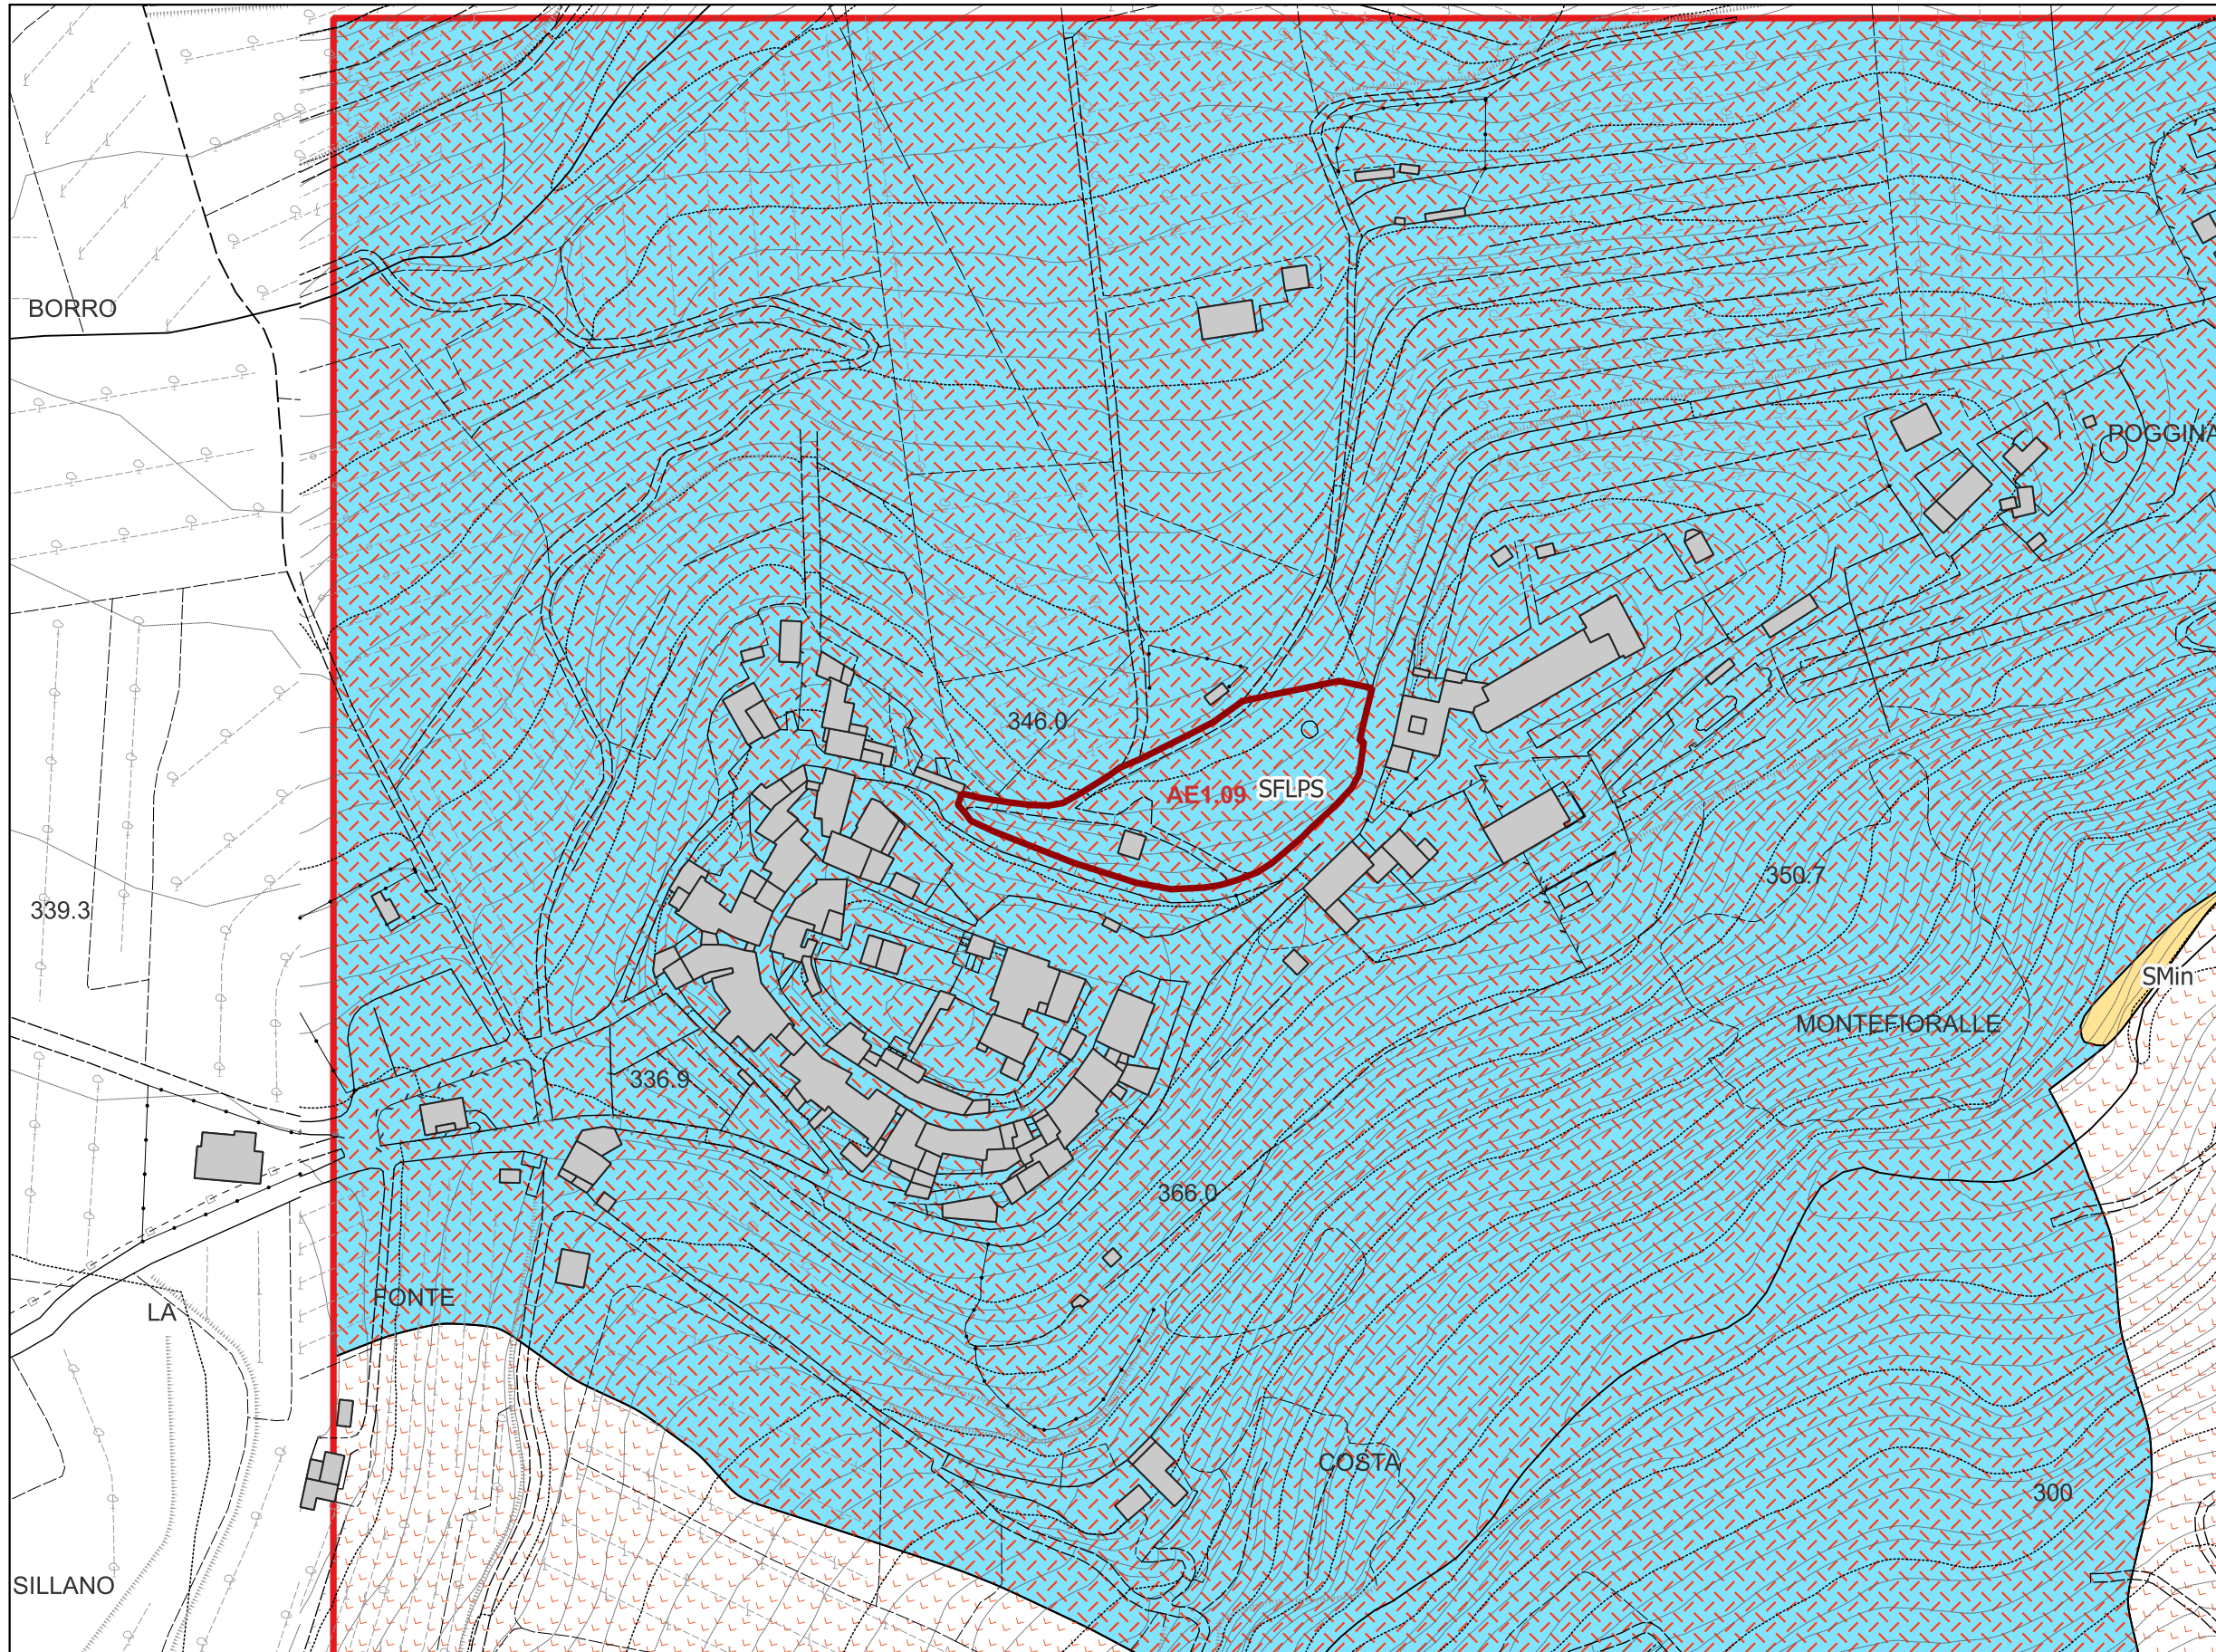 BORRO
POGGINA
346.0
AE1.09 SFLPS
350.7
339.3
SMin
MONTEFIORALLE
336.9
366.0
FONTE
LA
COSTA
300
SILLANO